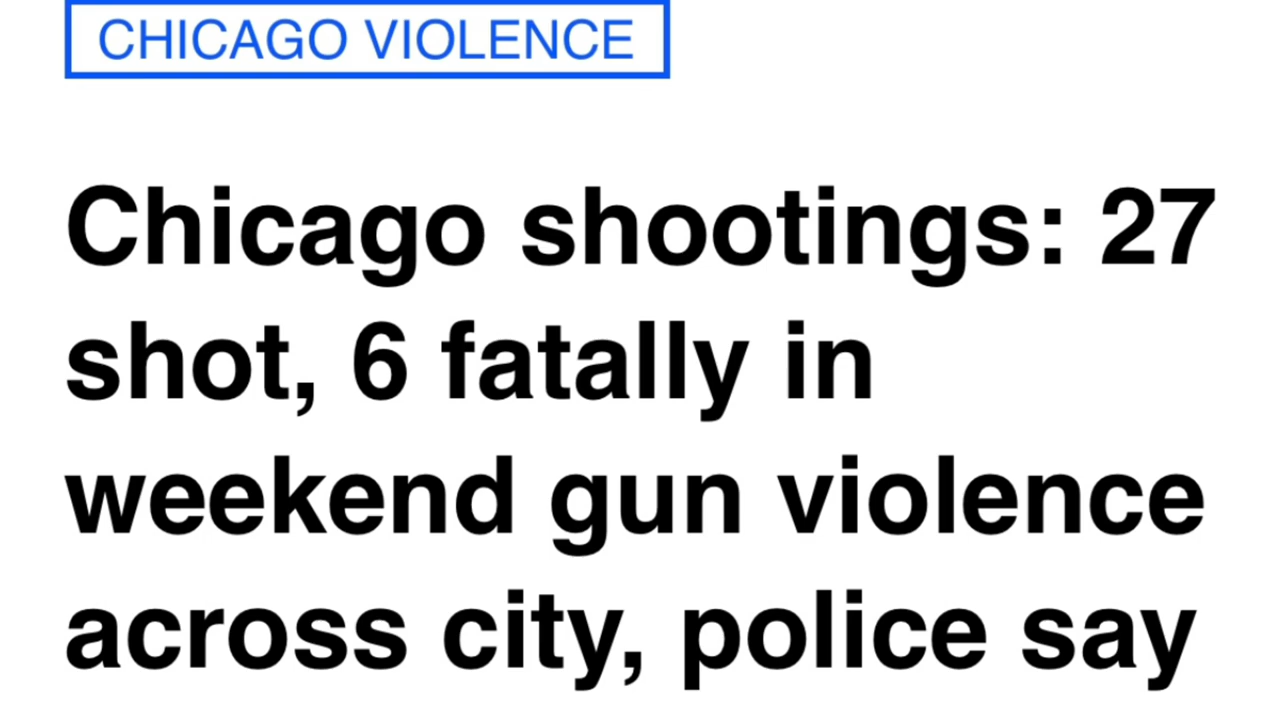 CHICAGO VIOLENCE
Chicago shootings: 27
shot, 6 fatally in
weekend gun violence
across city, police say